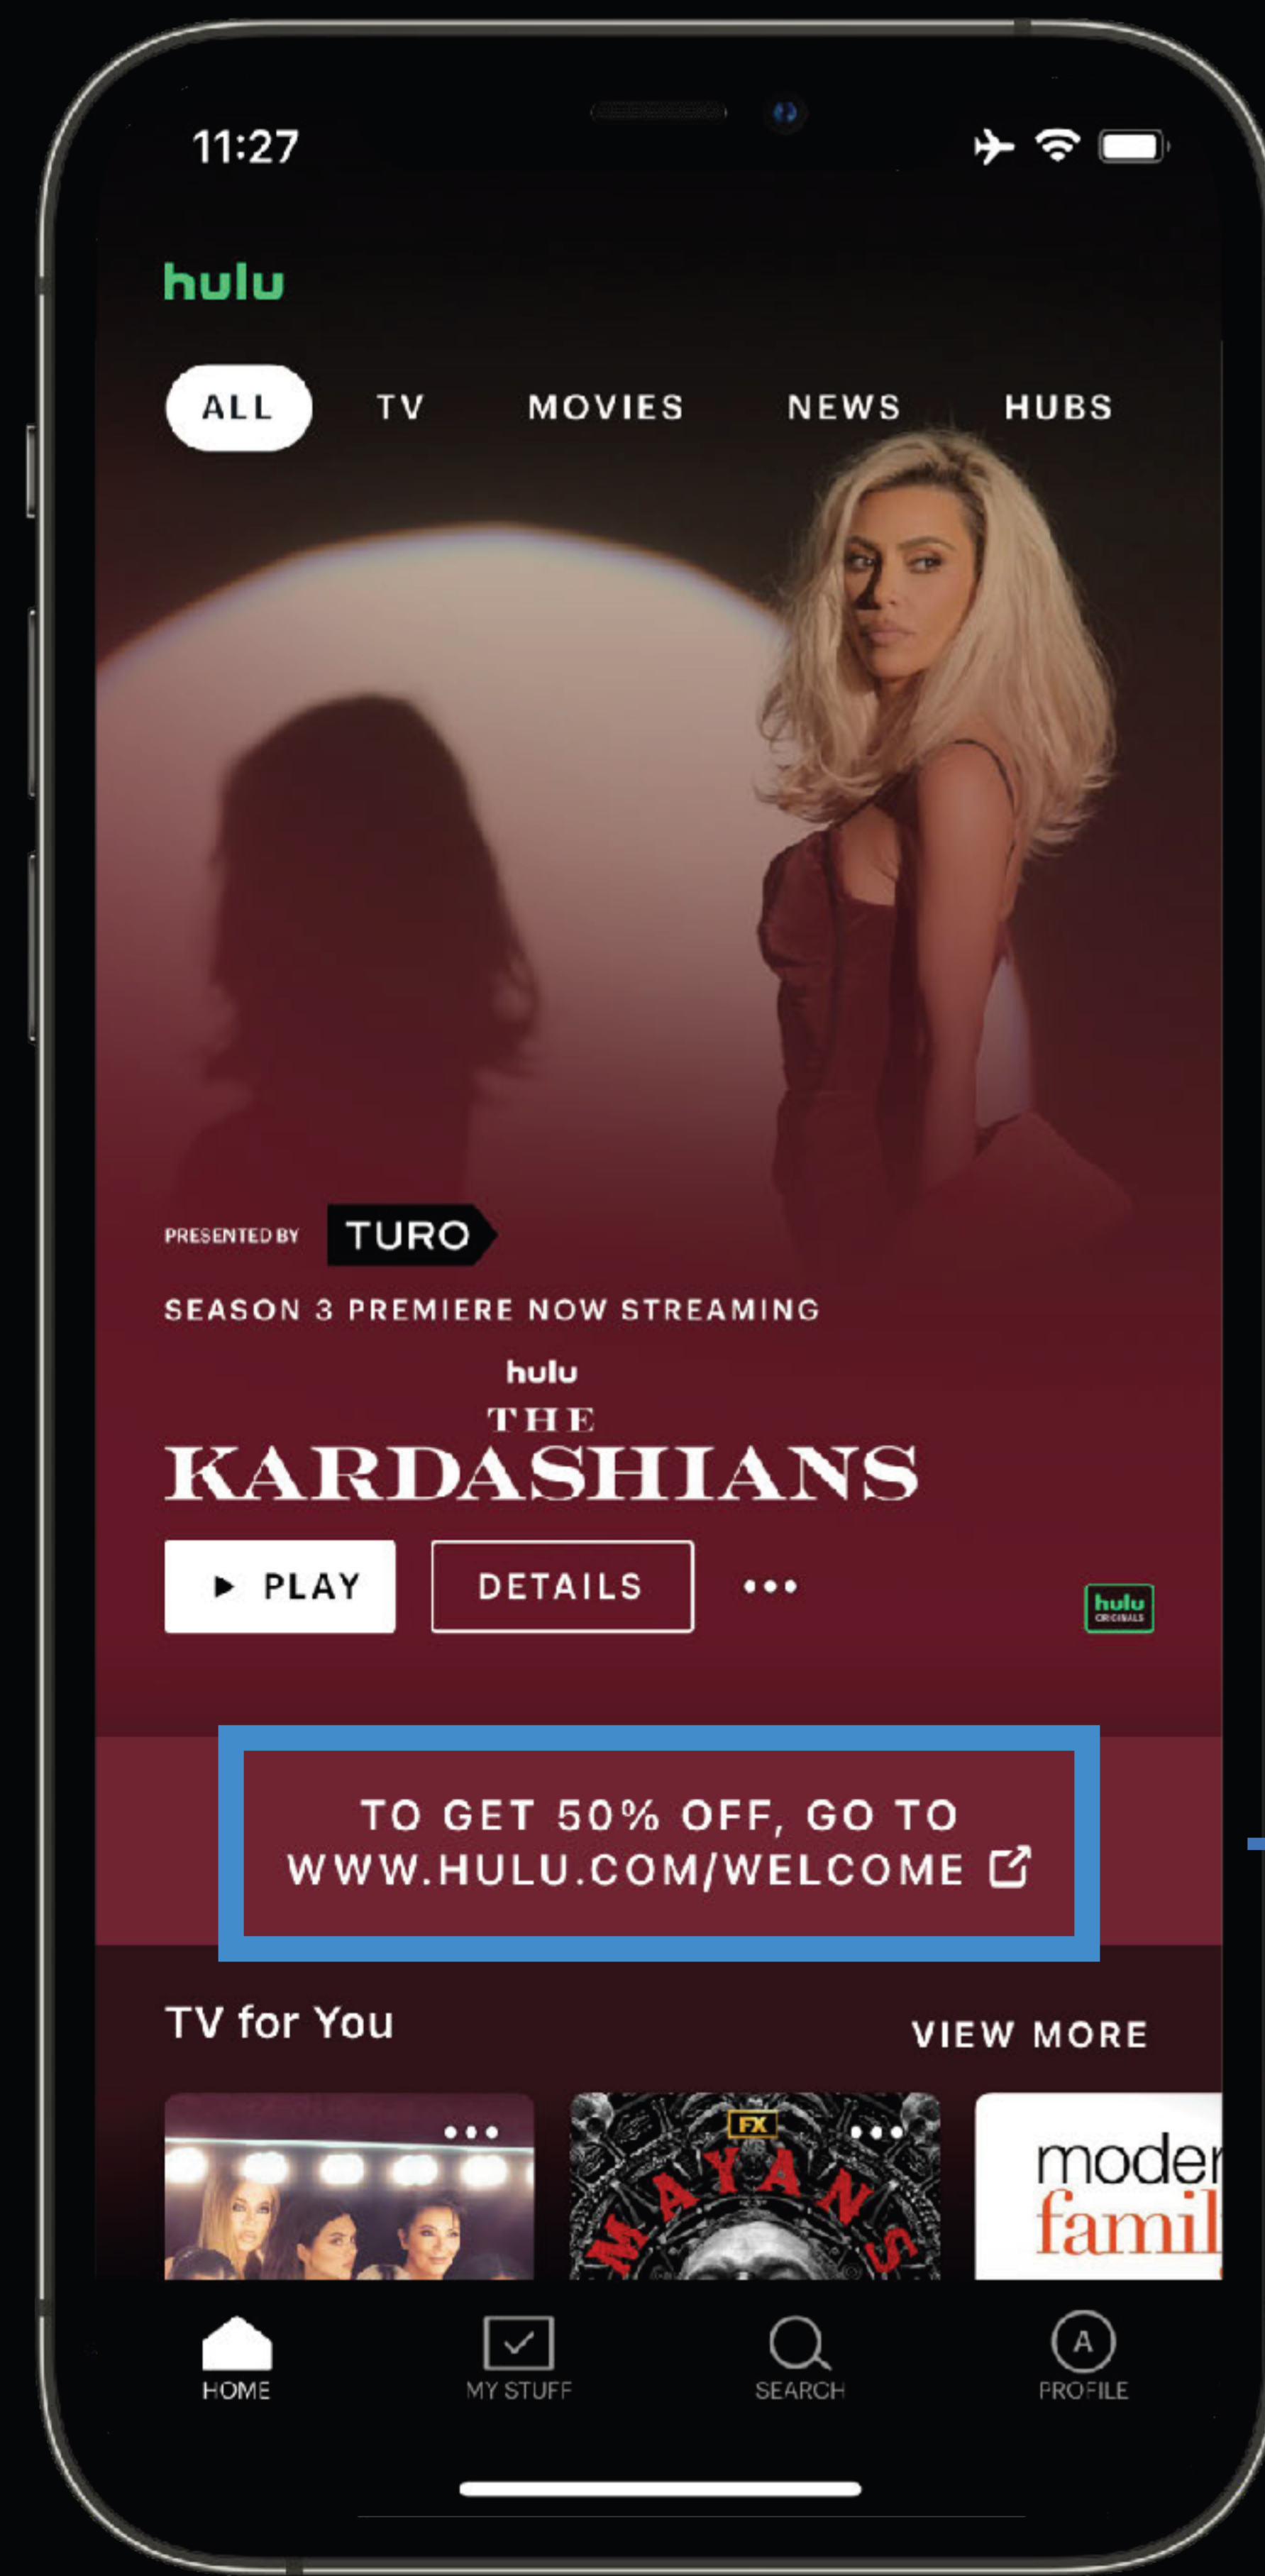 11:27
hulu
ALL TV MOVIES NEWS HUBS
PRESENTED BY TURO
SEASON 3 PREMIERE NOW STREAMING
hulu
THE
KARDASHIANS
PLAY DETAILS
hulu
ORIGINALS
TO GET 50% OFF, GO TO
WWW.HULU.COM/WELCOME
TV for You VIEW MORE
FX
MAYANS
moder
famil
HOME MY STUFF SEARCH A PROFILE